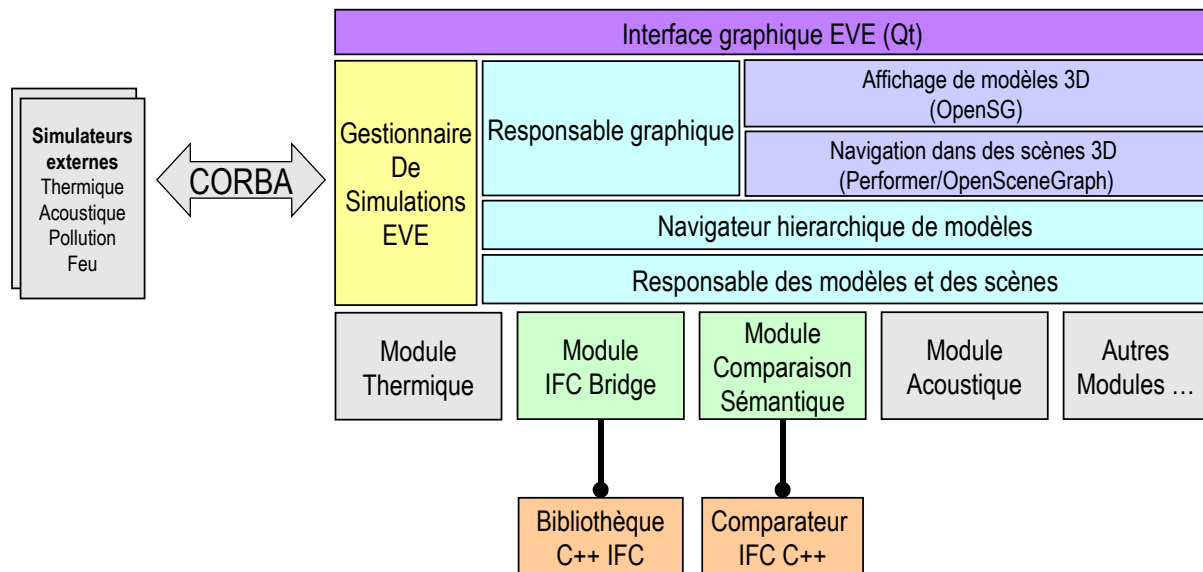 Interface graphique EVE (Qt)
Simulateurs
externes
Thermique
Acoustique
Pollution
Feu
CORBA
Gestionnaire
De
Simulations
EVE
Responsable graphique
Affichage de modèles 3D
(OpenSG)
Navigation dans des scènes 3D
(Performer/OpenSceneGraph)
Navigateur hierarchique de modèles
Responsable des modèles et des scènes
Module
Thermique
Module
IFC Bridge
Module
Comparaison
Sémantique
Module
Acoustique
Autres
Modules …
Bibliothèque
C++ IFC
Comparateur
IFC C++